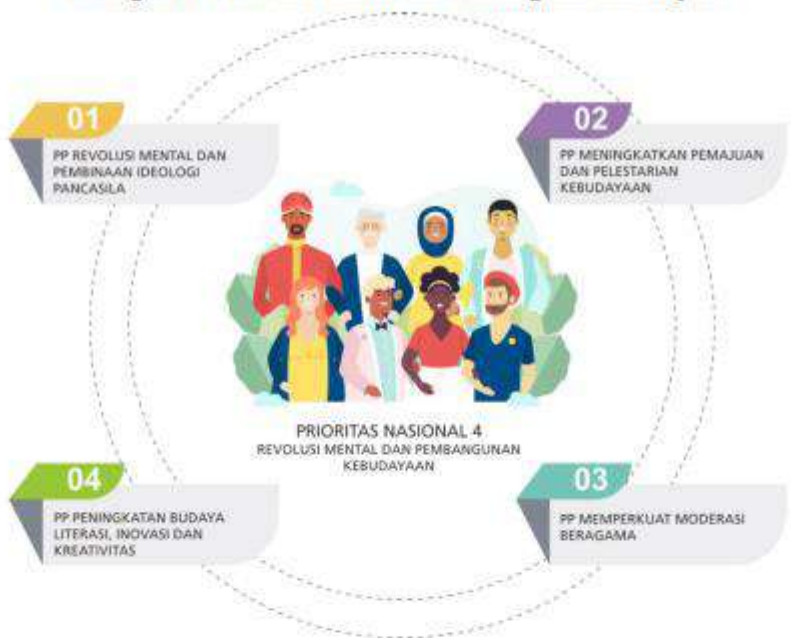 01
PP REVOLUSI MENTAL DAN
PEMBINAAN IDEOLOGI
PANCASILA
02
PP MENINGKATKAN PEMAJUAN
DAN PELESTARIAN
KEBUDAYAAN
PRIORITAS NASIONAL 4
REVOLUSI MENTAL DAN PEMBANGUNAN
KEBUDAYAAN
04
PP PENINGKATAN BUDAYA
LITERASI, INOVASI DAN
KREATIVITAS
03
PP MEMPERKUAT MODERASI
BERAGAMA